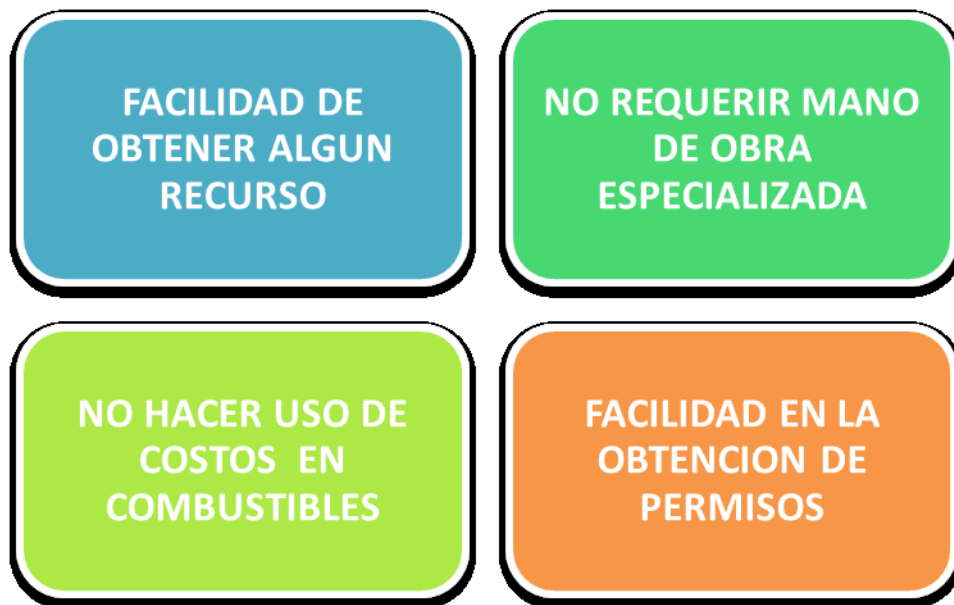 FACILIDAD DE
OBTENER ALGUN
RECURSO
NO REQUERIR MANO
DE OBRA
ESPECIALIZADA
NO HACER USO DE
COSTOS EN
COMBUSTIBLES
FACILIDAD EN LA
OBTENCION DE
PERMISOS